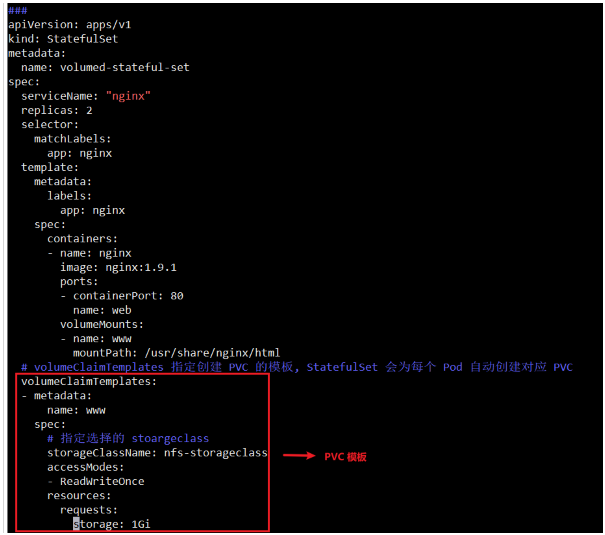 ###
apiVersion: apps/v1
kind: StatefulSet
metadata:
  name: volumed-stateful-set
spec:
  serviceName: "nginx"
  replicas: 2
  selector:
    matchLabels:
      app: nginx
  template:
    metadata:
      labels:
        app: nginx
    spec:
      containers:
      - name: nginx
        image: nginx:1.9.1
        ports:
        - containerPort: 80
          name: web
        volumeMounts:
        - name: www
          mountPath: /usr/share/nginx/html
  # volumeClaimTemplates 指定创建 PVC 的模板, StatefulSet 会为每个 Pod 自动创建对应 PVC
  volumeClaimTemplates:
  - metadata:
      name: www
    spec:
      # 指定选择的 stoargeclass
      storageClassName: nfs-storageclass
PVC 模板
      accessModes:
      - ReadWriteOnce
      resources:
        requests:
          storage: 1Gi